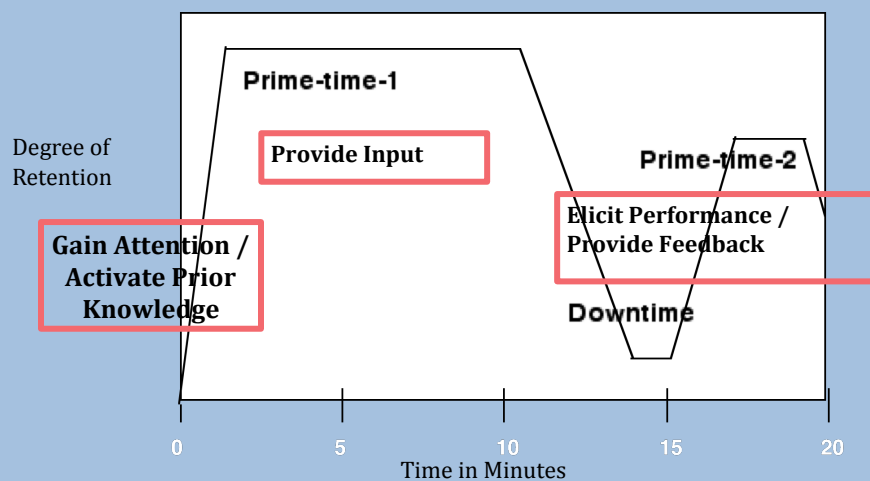 Prime-time-1
Provide Input
Degree of
Retention
Prime-time-2
Elicit Performance /
Provide Feedback
Gain Attention /
Activate Prior
Knowledge
Downtime
0
5
10
15
20
Time in Minutes